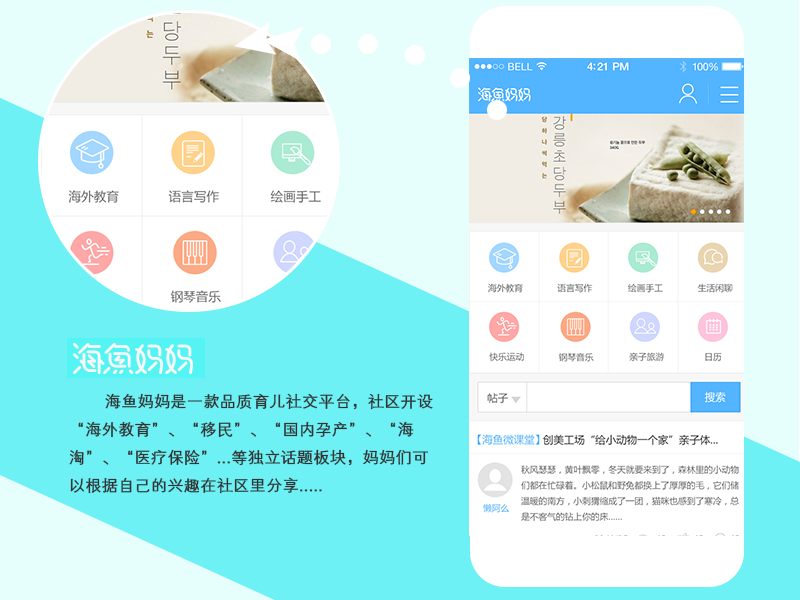 당두부
는
海外教育
语言写作
绘画手工
钢琴音乐
海鱼妈妈
海鱼妈妈是一款品质育儿社交平台，社区开设
“海外教育”、“移民”、“国内孕产”、“海
淘”、“医疗保险”...等独立话题板块，妈妈们可
以根据自己的兴趣在社区里分享.....
BELL
4:21 PM
100%
海鱼妈妈
강릉초당두부
海外教育
语言写作
绘画手工
生活闲聊
快乐运动
钢琴音乐
亲子旅游
日历
帖子
搜索
【海鱼微课堂】创美工场“给小动物一个家”亲子体...
秋风瑟瑟，黄叶飘零，冬天就要来到了，森林里的小动物
们都在忙碌着。小松鼠和野兔都换上了厚厚的毛，它们储
温暖的南方，小刺猬缩成了一团，猫咪也感到了寒冷，总
是不客气的钻上你的床......
懒阿么